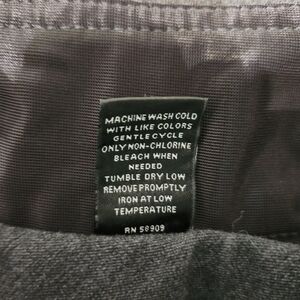 MACHINE WASH COLD
WITH LIKE COLORS
GENTLE CYCLE
ONLY NON-CHLORINE
BLEACH WHEN
NEEDED
TUMBLE DRY LOW
REMOVE PROMPTLY
IRON AT LOW
TEMPERATURE
RN 58909